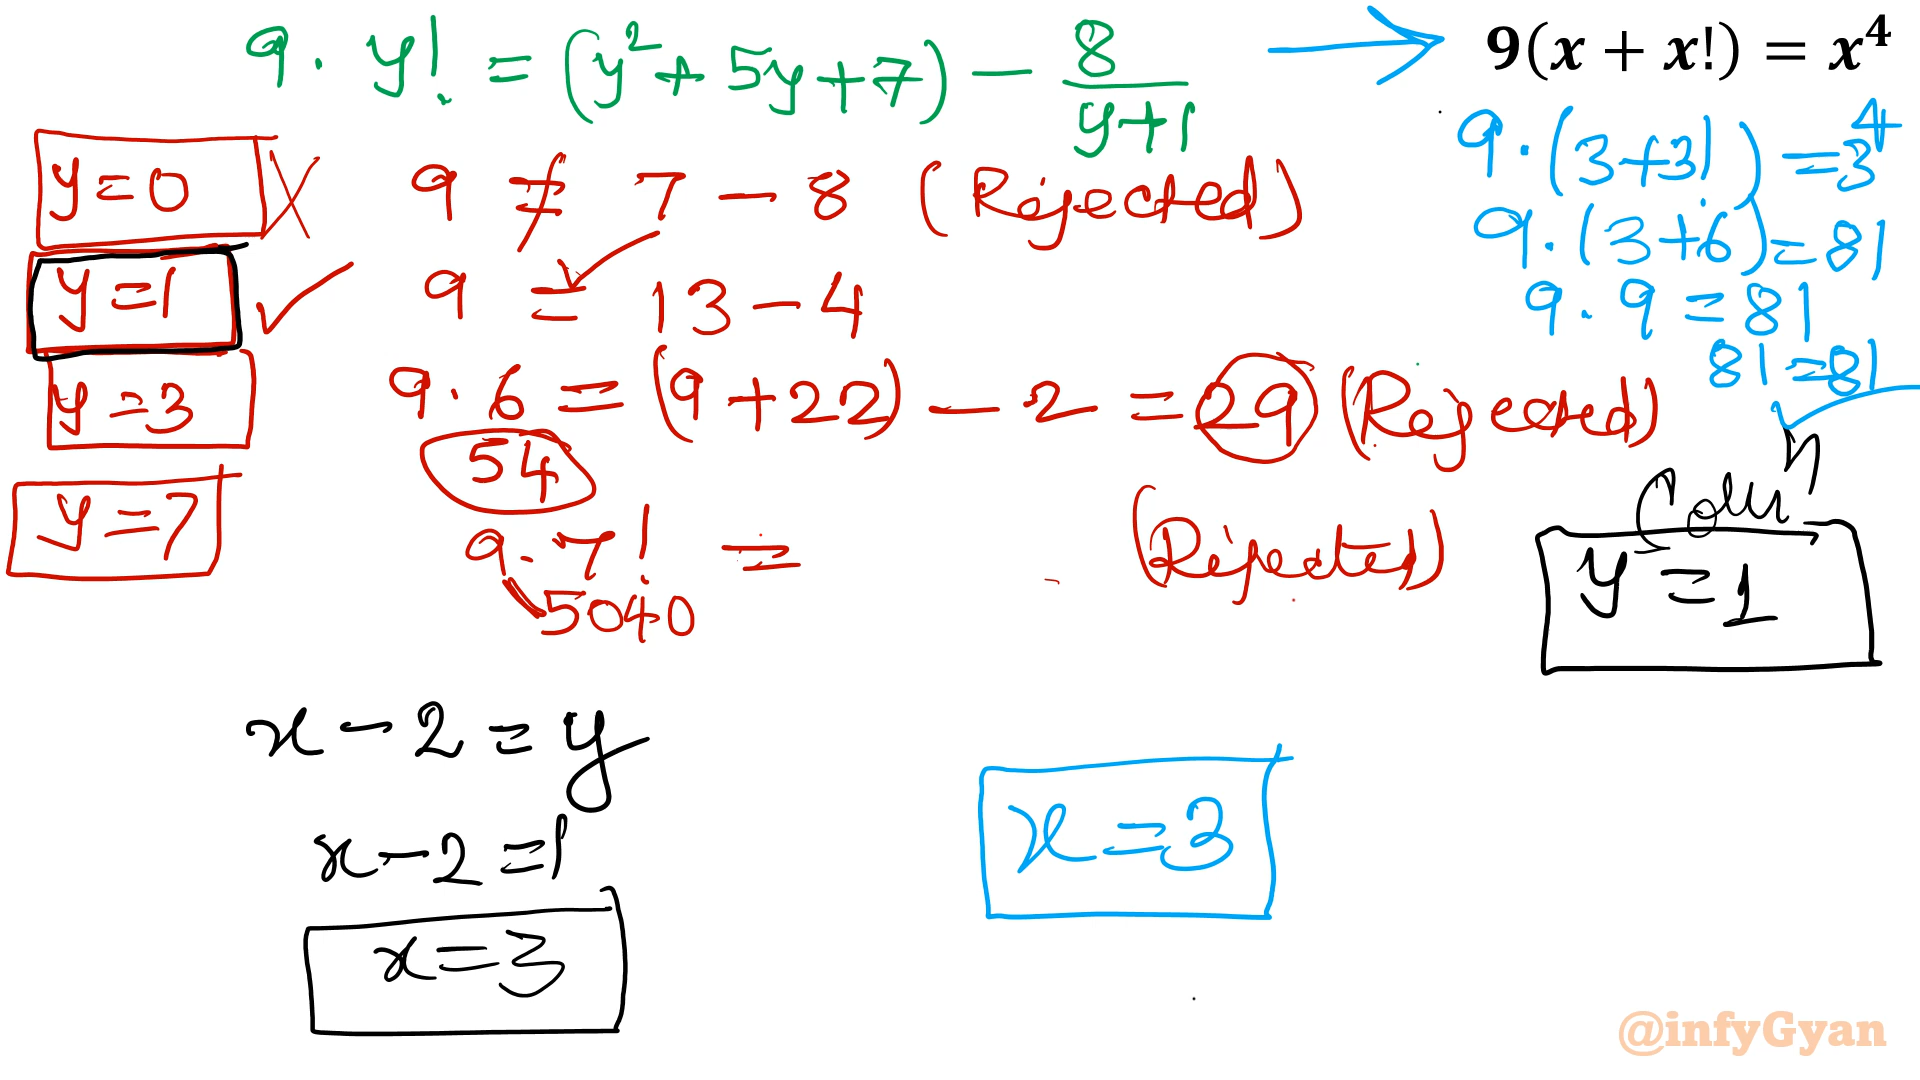 9 · y! = (y² + 5y + 7) − 8/(y+1)
→ 9(x + x!) = x⁴
9 · (3+3!) = 3⁴
9 · (3+6) = 81
9 · 9 = 81
81 = 81
y = 0 9 ≠ 7 − 8 (Rejected)
y = 1 ✓ 9 = 13 − 4
y = 3 9 · 6 = (9 + 22) − 2 = 29 (Rejected)
54
y = 7 9 · 7! = (Rejected)
5040
y = 1
x − 2 = y
x − 2 = 1
x = 3
x = 3
@infyGyan